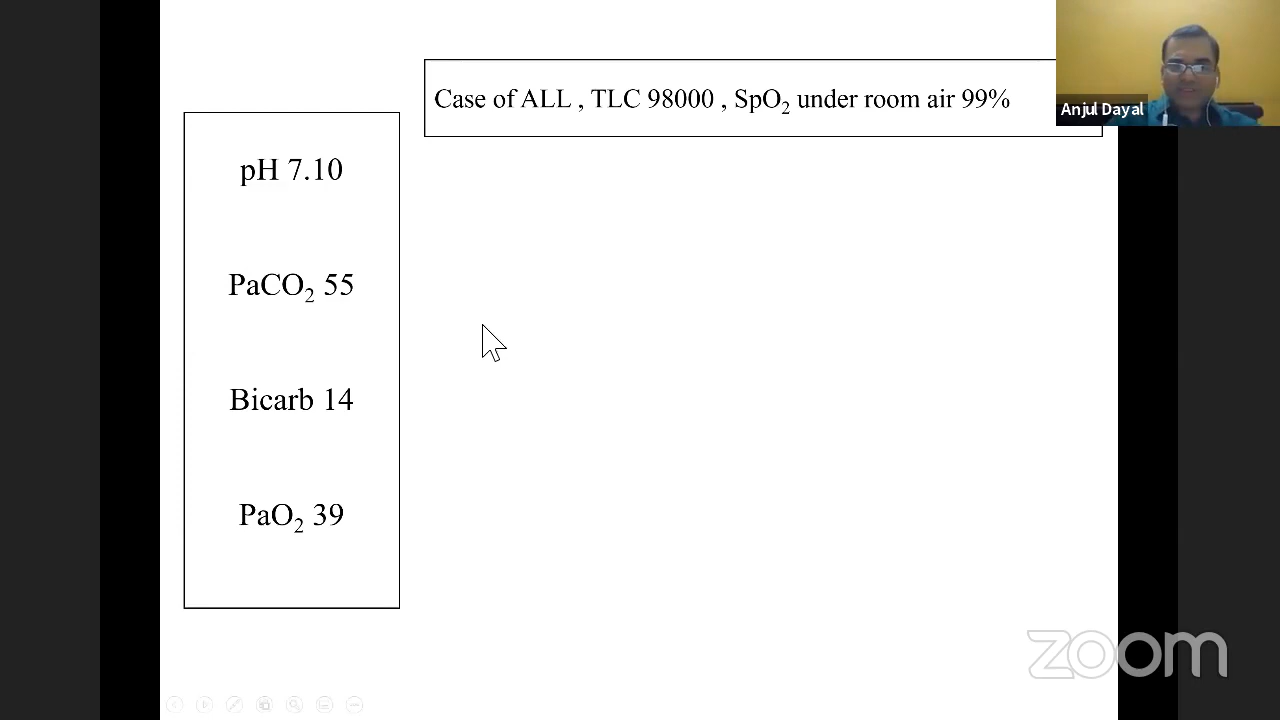 Case of ALL , TLC 98000 , SpO₂ under room air 99%
Anjul Dayal
pH 7.10
PaCO₂ 55
Bicarb 14
PaO₂ 39
zoom